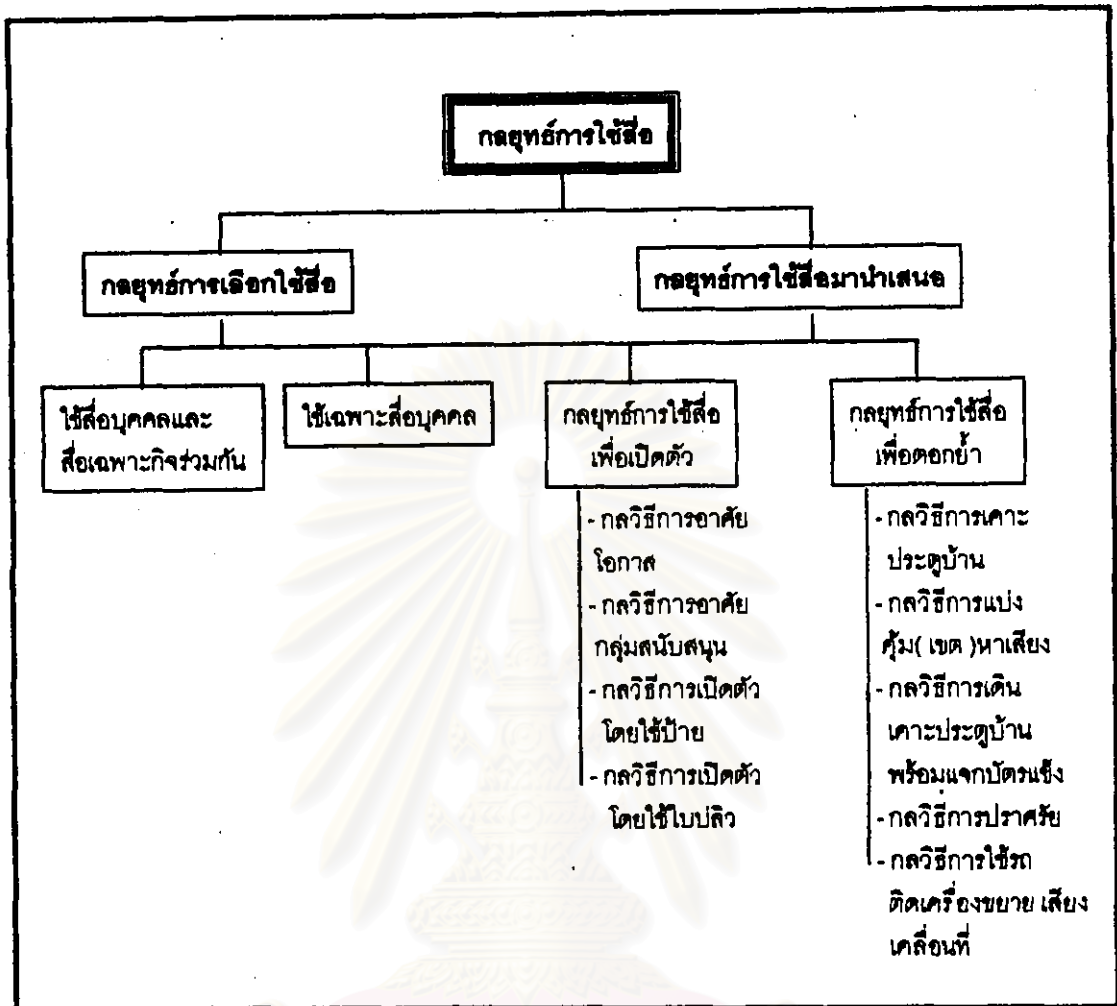 กลยุทธ์การใช้สื่อ
กลยุทธ์การเลือกใช้สื่อ
กลยุทธ์การใช้สื่อมานำเสนอ
ใช้สื่อบุคคลและ
สื่อเฉพาะกิจร่วมกัน
ใช้เฉพาะสื่อบุคคล
กลยุทธ์การใช้สื่อ
เพื่อเปิดตัว
- กลวิธีการอาศัย
โอกาส
- กลวิธีการอาศัย
กลุ่มสนับสนุน
- กลวิธีการเปิดตัว
โดยใช้ป้าย
- กลวิธีการเปิดตัว
โดยใช้ใบปลิว
กลยุทธ์การใช้สื่อ
เพื่อตอกย้ำ
- กลวิธีการเคาะ
ประตูบ้าน
- กลวิธีการแบ่ง
คุ้ม( เขต )หาเสียง
- กลวิธีการเดิน
เคาะประตูบ้าน
พร้อมแจกบัตรแข็ง
- กลวิธีการปราศรัย
- กลวิธีการใช้รถ
ติดเครื่องขยาย เสียง
เคลื่อนที่